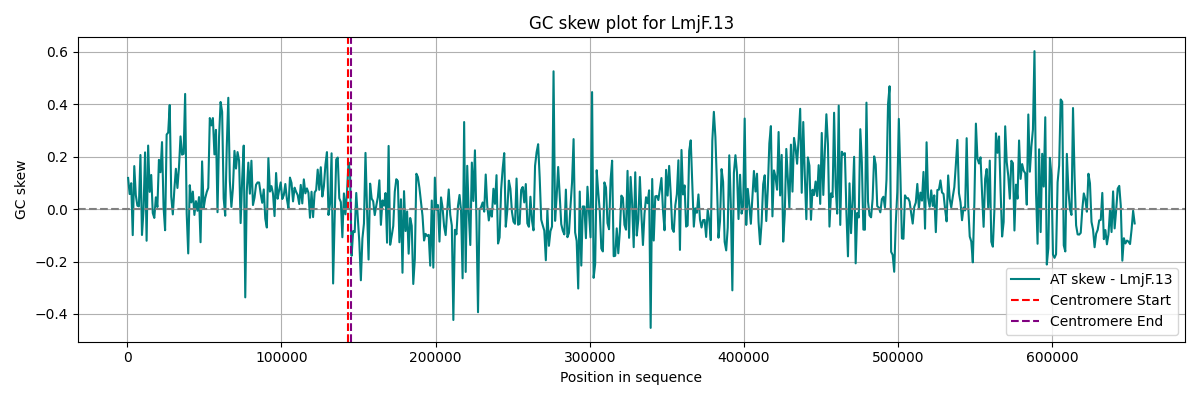 GC skew plot for LmjF.13
GC skew
0.6
0.4
0.2
0.0
−0.2
−0.4
AT skew - LmjF.13
Centromere Start
Centromere End
0 100000 200000 300000 400000 500000 600000
Position in sequence